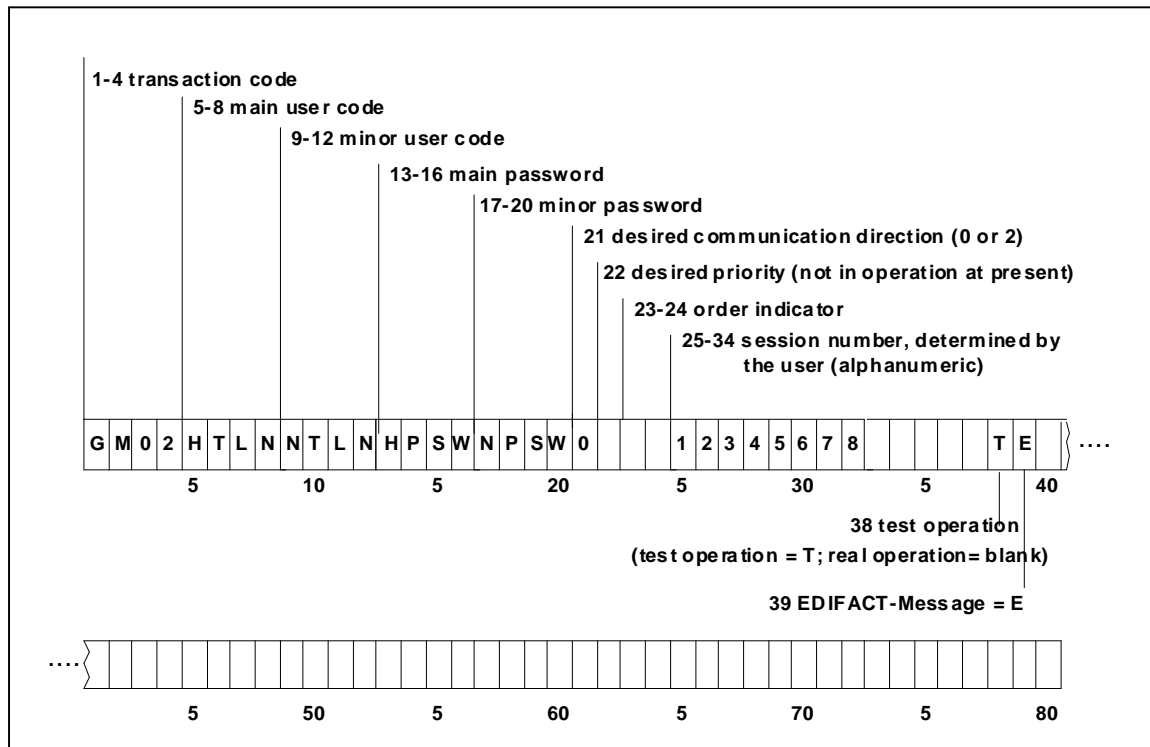 1-4 transaction code
5-8 main user code
9-12 minor user code
13-16 main password
17-20 minor password
21 desired communication direction (0 or 2)
22 desired priority (not in operation at present)
23-24 order indicator
25-34 session number, determined by
the user (alphanumeric)
G M 0 2 H T L N N T L N H P S W N P S W 0 1 2 3 4 5 6 7 8 T E ....
5 10 5 20 5 30 5 40
38 test operation
(test operation = T; real operation= blank)
39 EDIFACT-Message = E
....
5 50 5 60 5 70 5 80